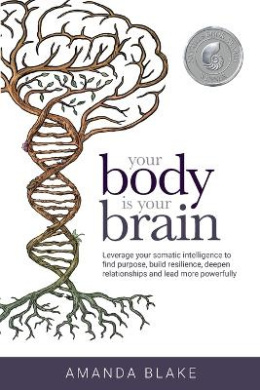 your
body
is your
brain
Leverage your somatic intelligence to
find purpose, build resilience, deepen
relationships and lead more powerfully
AMANDA BLAKE